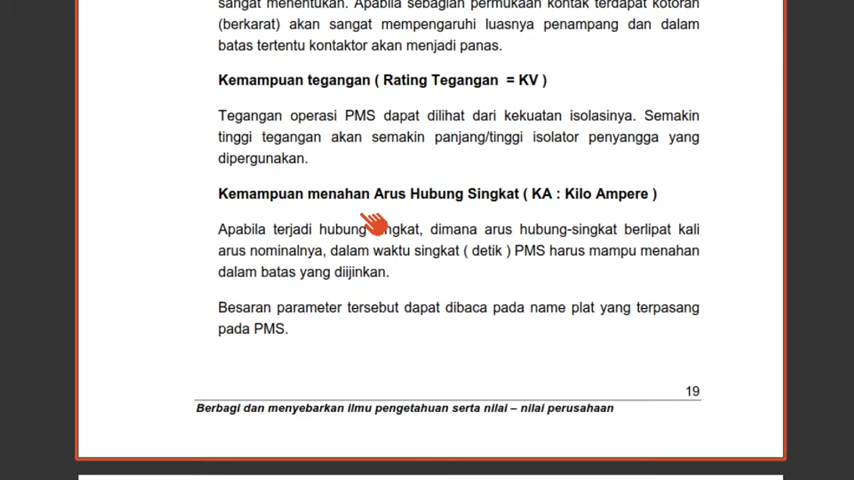 sangat menentukan. Apabila sebagian permukaan kontak terdapat kotoran
(berkarat) akan sangat mempengaruhi luasnya penampang dan dalam
batas tertentu kontaktor akan menjadi panas.
Kemampuan tegangan ( Rating Tegangan = KV )
Tegangan operasi PMS dapat dilihat dari kekuatan isolasinya. Semakin
tinggi tegangan akan semakin panjang/tinggi isolator penyangga yang
dipergunakan.
Kemampuan menahan Arus Hubung Singkat ( KA : Kilo Ampere )
Apabila terjadi hubung singkat, dimana arus hubung-singkat berlipat kali
arus nominalnya, dalam waktu singkat ( detik ) PMS harus mampu menahan
dalam batas yang diijinkan.
Besaran parameter tersebut dapat dibaca pada name plat yang terpasang
pada PMS.
19
Berbagi dan menyebarkan ilmu pengetahuan serta nilai – nilai perusahaan